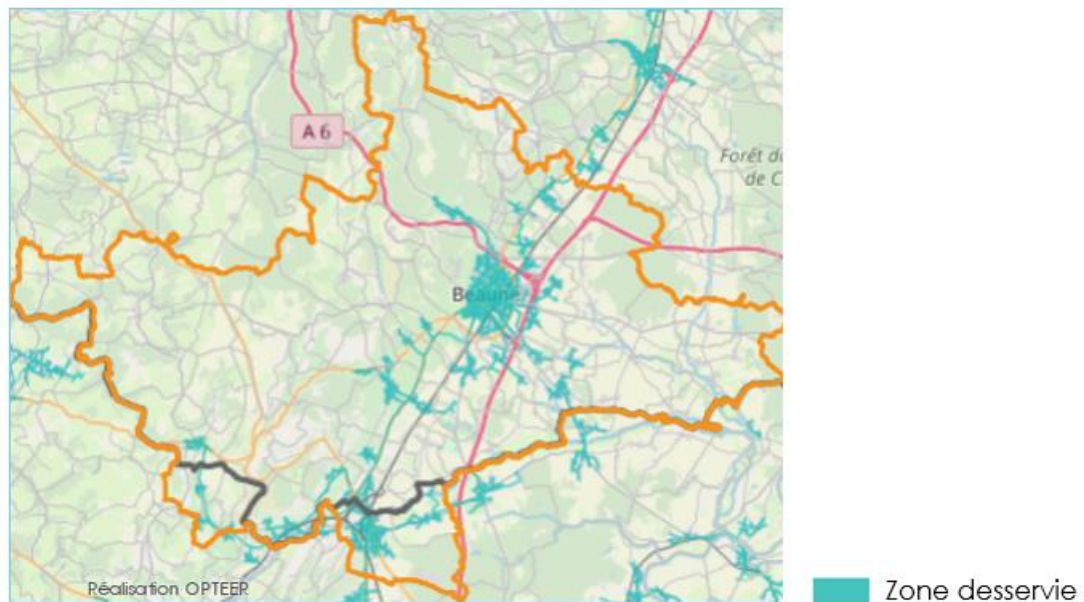 A 6
Forêt d
de C
Beaune
Réalisation OPTEER
Zone desservie